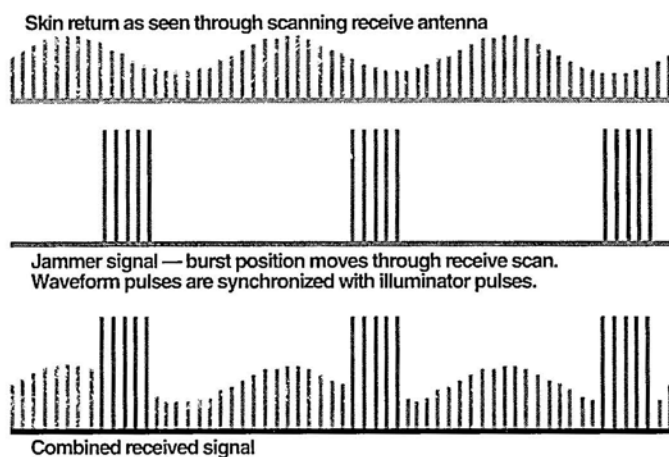 Skin return as seen through scanning receive antenna
Jammer signal — burst position moves through receive scan.
Waveform pulses are synchronized with illuminator pulses.
Combined received signal